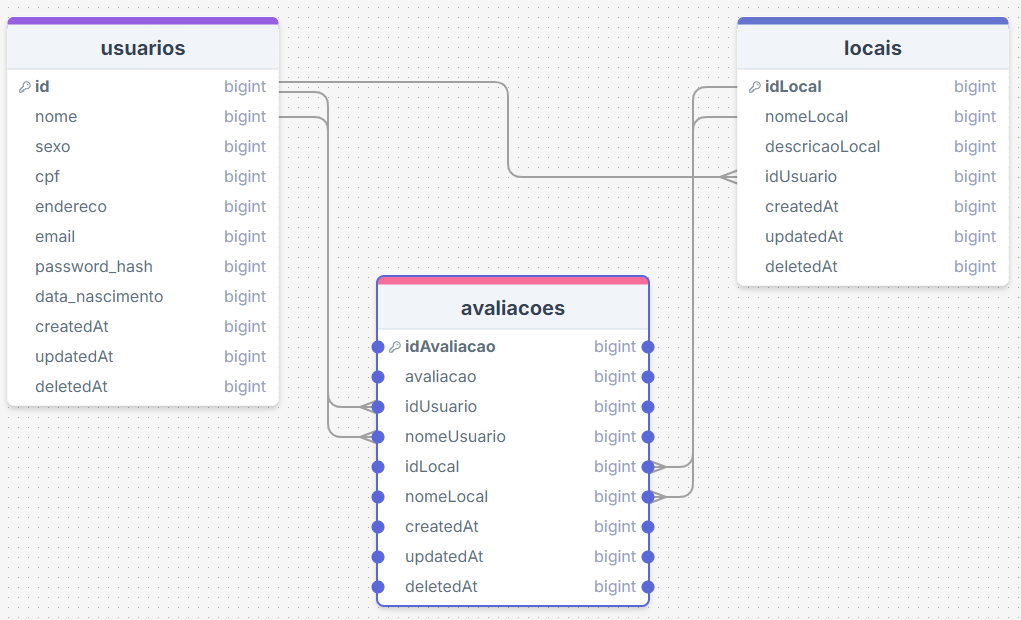 usuarios
id bigint
nome bigint
sexo bigint
cpf bigint
endereco bigint
email bigint
password_hash bigint
data_nascimento bigint
createdAt bigint
updatedAt bigint
deletedAt bigint
locais
idLocal bigint
nomeLocal bigint
descricaoLocal bigint
idUsuario bigint
createdAt bigint
updatedAt bigint
deletedAt bigint
avaliacoes
idAvaliacao bigint
avaliacao bigint
idUsuario bigint
nomeUsuario bigint
idLocal bigint
nomeLocal bigint
createdAt bigint
updatedAt bigint
deletedAt bigint